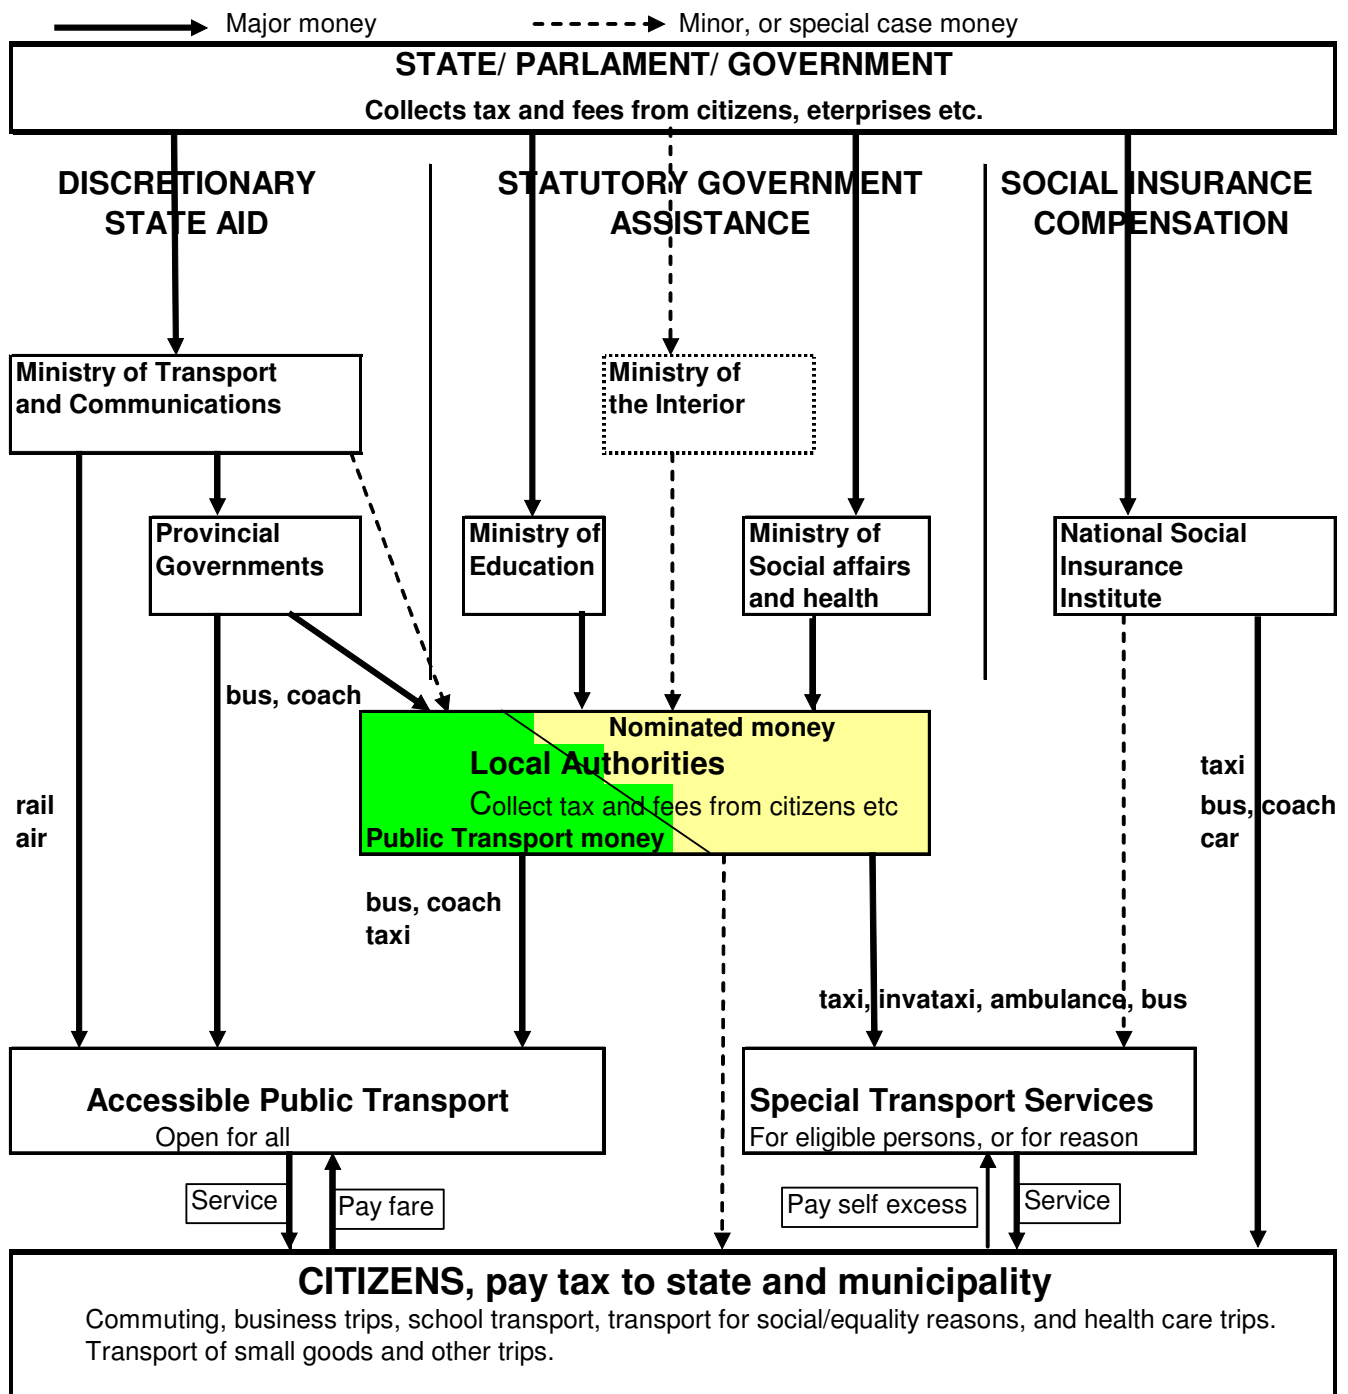 Major money
Minor, or special case money
STATE/ PARLAMENT/ GOVERNMENT
Collects tax and fees from citizens, eterprises etc.
DISCRETIONARY
STATE AID
STATUTORY GOVERNMENT
ASSISTANCE
SOCIAL INSURANCE
COMPENSATION
Ministry of Transport
and Communications
Ministry of
the Interior
Provincial
Governments
Ministry of
Education
Ministry of
Social affairs
and health
National Social
Insurance
Institute
bus, coach
Nominated money
Local Authorities
Collect tax and fees from citizens etc
Public Transport money
rail
air
taxi
bus, coach
car
bus, coach
taxi
taxi, invataxi, ambulance, bus
Accessible Public Transport
Open for all
Special Transport Services
For eligible persons, or for reason
Service
Pay fare
Pay self excess
Service
CITIZENS, pay tax to state and municipality
Commuting, business trips, school transport, transport for social/equality reasons, and health care trips.
Transport of small goods and other trips.